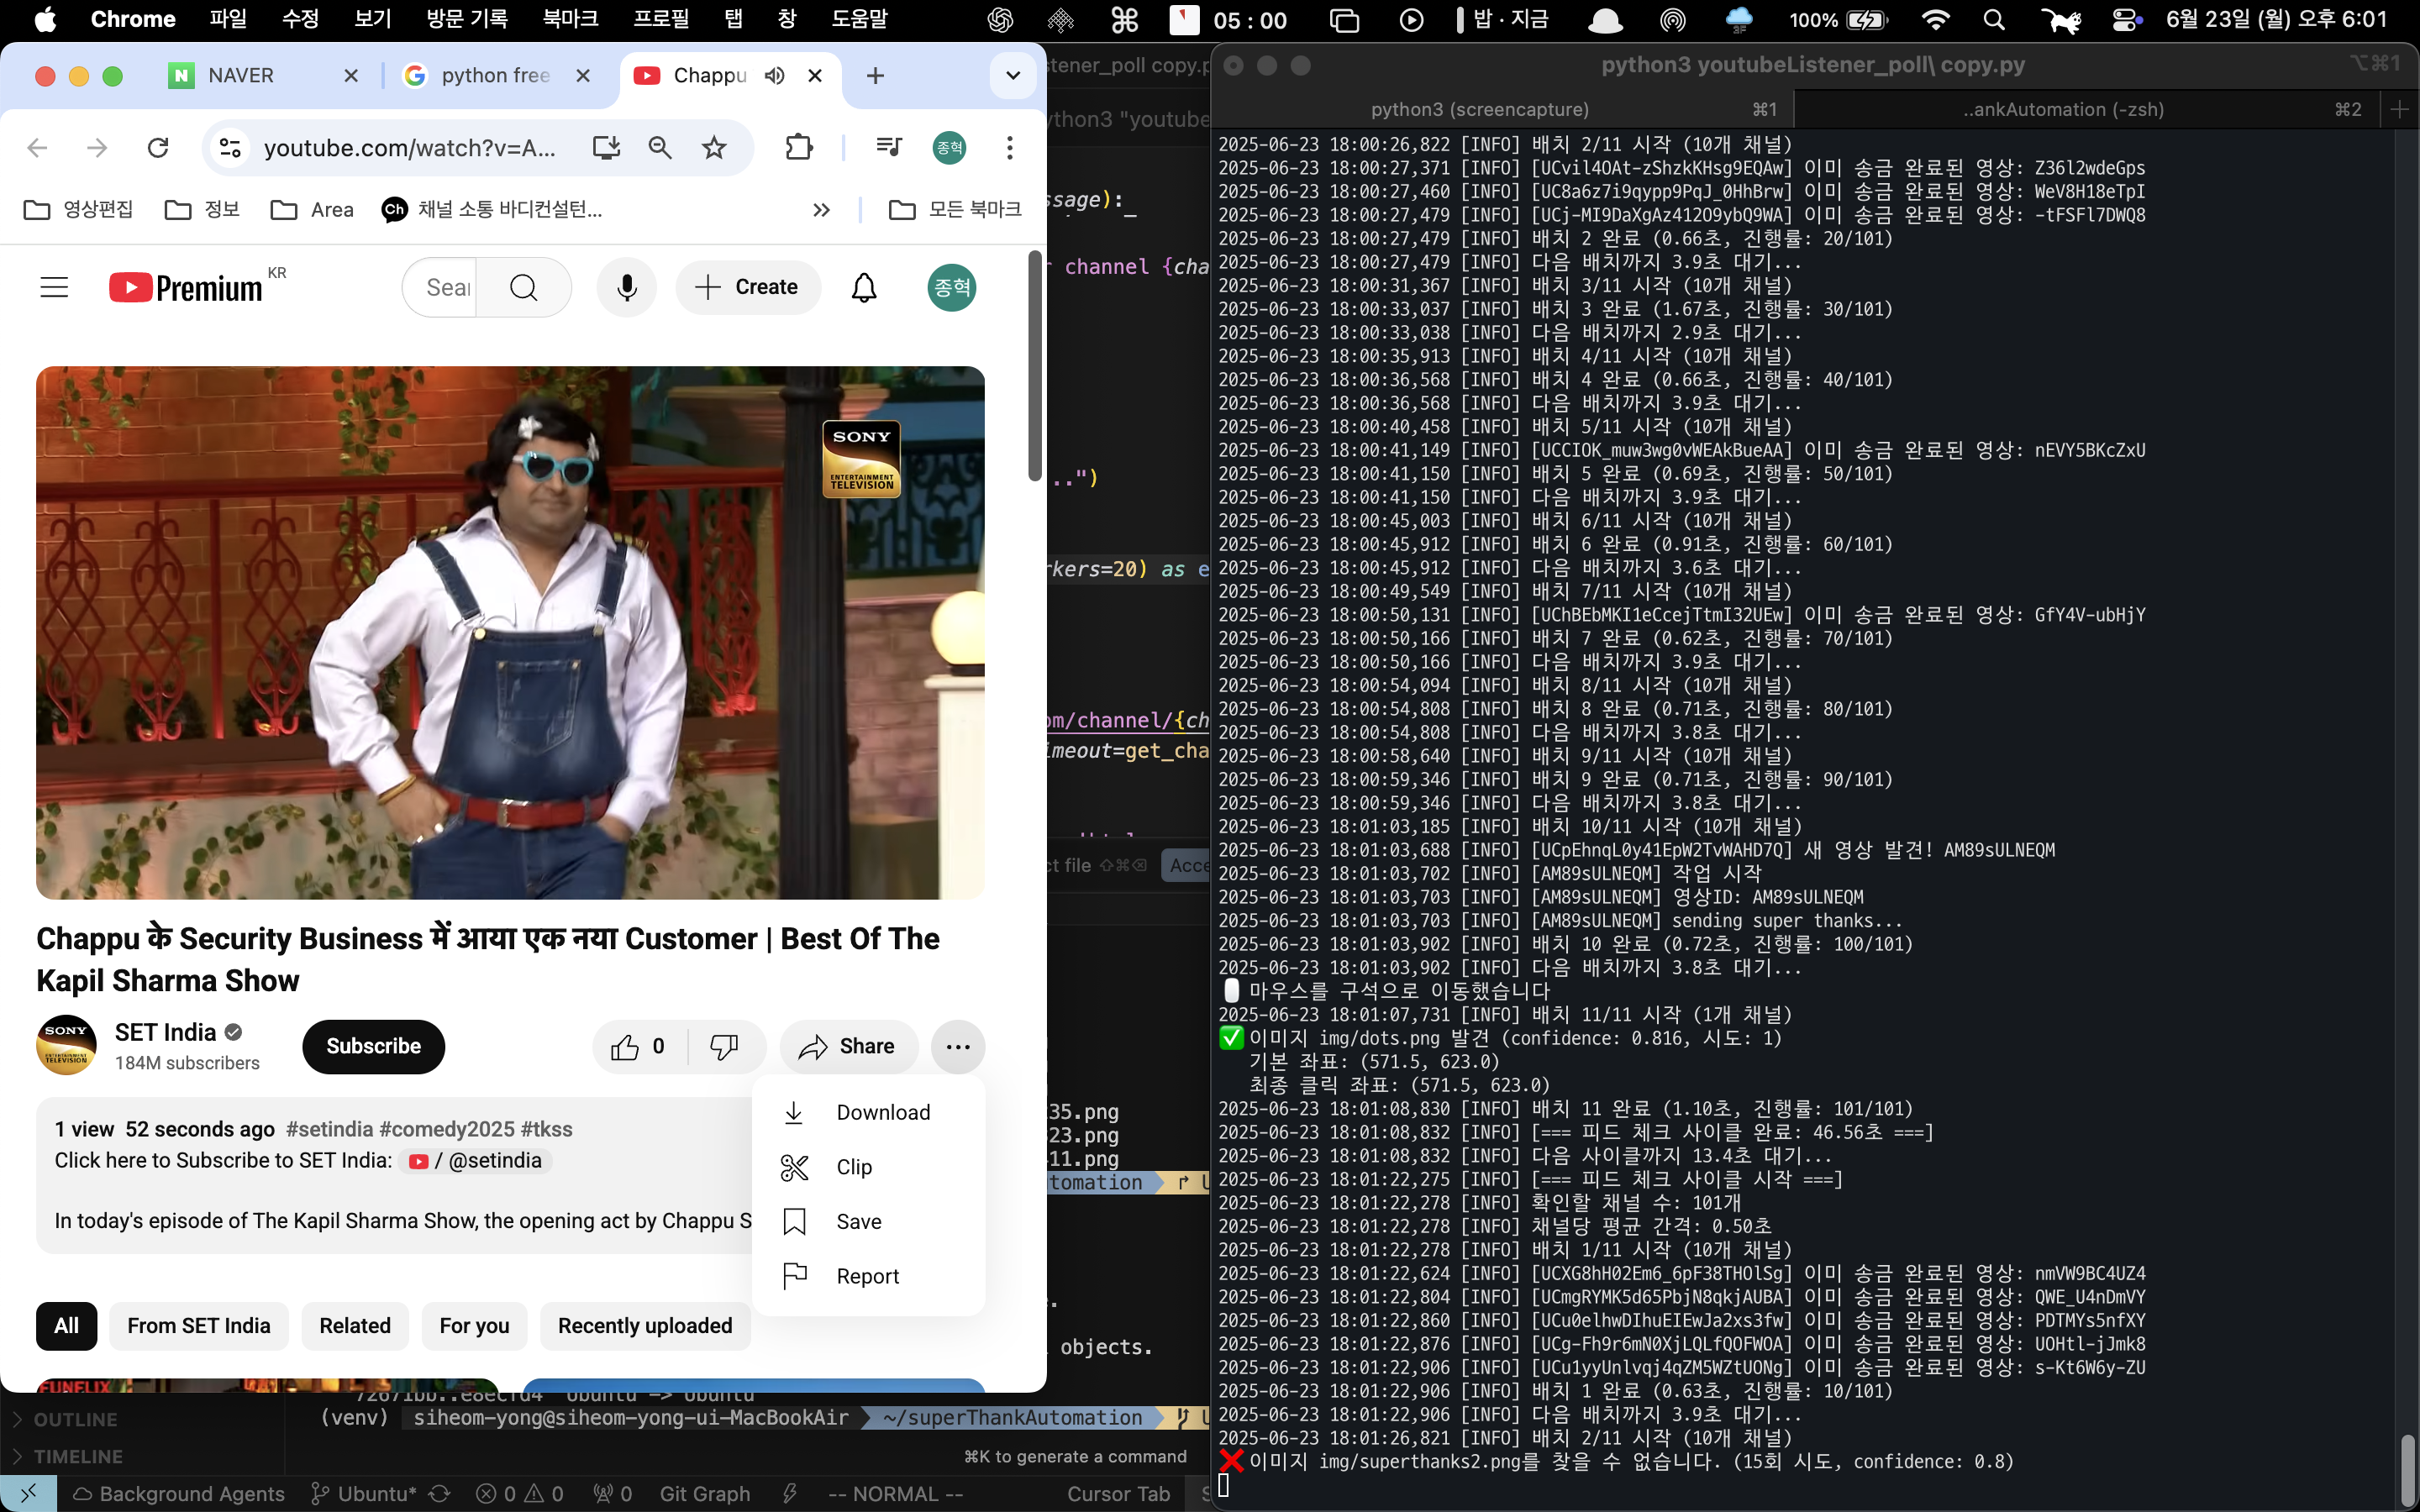 Chrome 파일 수정 보기 방문 기록 북마크 프로필 탭 창 도움말 05 : 00 밥 · 지금 100% 6월 23일 (월) 오후 6:01
NAVER python free Chappu
youtube.com/watch?v=A... 종혁
영상편집 정보 Area Ch 채널 소통 바디컨설턴... 모든 북마크
Premium KR Sear Create 종혁
SONY
ENTERTAINMENT
TELEVISION
Chappu के Security Business में आया एक नया Customer | Best Of The
Kapil Sharma Show
SONY
SET India
184M subscribers
Subscribe
0
Share
1 view 52 seconds ago #setindia #comedy2025 #tkss
Click here to Subscribe to SET India: / @setindia
In today's episode of The Kapil Sharma Show, the opening act by Chappu S
Download
Clip
Save
Report
All From SET India Related For you Recently uploaded
FUNFLIX
stener_poll copy.p
ython3 "youtube
ssage):
r channel {cha
..")
rkers=20) as e
om/channel/{ch
imeout=get_cha
ct file Acce
35.png
23.png
11.png
tomation
objects.
OUTLINE
TIMELINE
(venv) siheom-yong@siheom-yong-ui-MacBookAir ~/superThankAutomation
⌘K to generate a command
Background Agents Ubuntu* 0 0 0 Git Graph -- NORMAL -- Cursor Tab
python3 youtubeListener_poll\ copy.py ⌥⌘1
python3 (screencapture) ⌘1 ..ankAutomation (-zsh) ⌘2
2025-06-23 18:00:26,822 [INFO] 배치 2/11 시작 (10개 채널)
2025-06-23 18:00:27,371 [INFO] [UCvil4OAt-zShzkKHsg9EQAw] 이미 송금 완료된 영상: Z36l2wdeGps
2025-06-23 18:00:27,460 [INFO] [UC8a6z7i9qypp9PqJ_0HhBrw] 이미 송금 완료된 영상: WeV8H18eTpI
2025-06-23 18:00:27,479 [INFO] [UCj-MI9DaXgAz412O9ybQ9WA] 이미 송금 완료된 영상: -tFSFl7DWQ8
2025-06-23 18:00:27,479 [INFO] 배치 2 완료 (0.66초, 진행률: 20/101)
2025-06-23 18:00:27,479 [INFO] 다음 배치까지 3.9초 대기...
2025-06-23 18:00:31,367 [INFO] 배치 3/11 시작 (10개 채널)
2025-06-23 18:00:33,037 [INFO] 배치 3 완료 (1.67초, 진행률: 30/101)
2025-06-23 18:00:33,038 [INFO] 다음 배치까지 2.9초 대기...
2025-06-23 18:00:35,913 [INFO] 배치 4/11 시작 (10개 채널)
2025-06-23 18:00:36,568 [INFO] 배치 4 완료 (0.66초, 진행률: 40/101)
2025-06-23 18:00:36,568 [INFO] 다음 배치까지 3.9초 대기...
2025-06-23 18:00:40,458 [INFO] 배치 5/11 시작 (10개 채널)
2025-06-23 18:00:41,149 [INFO] [UCCIOK_muw3wg0vWEAkBueAA] 이미 송금 완료된 영상: nEVY5BKcZxU
2025-06-23 18:00:41,150 [INFO] 배치 5 완료 (0.69초, 진행률: 50/101)
2025-06-23 18:00:41,150 [INFO] 다음 배치까지 3.9초 대기...
2025-06-23 18:00:45,003 [INFO] 배치 6/11 시작 (10개 채널)
2025-06-23 18:00:45,912 [INFO] 배치 6 완료 (0.91초, 진행률: 60/101)
2025-06-23 18:00:45,912 [INFO] 다음 배치까지 3.6초 대기...
2025-06-23 18:00:49,549 [INFO] 배치 7/11 시작 (10개 채널)
2025-06-23 18:00:50,131 [INFO] [UChBEbMKI1eCcejTtmI32UEw] 이미 송금 완료된 영상: GfY4V-ubHjY
2025-06-23 18:00:50,166 [INFO] 배치 7 완료 (0.62초, 진행률: 70/101)
2025-06-23 18:00:50,166 [INFO] 다음 배치까지 3.9초 대기...
2025-06-23 18:00:54,094 [INFO] 배치 8/11 시작 (10개 채널)
2025-06-23 18:00:54,808 [INFO] 배치 8 완료 (0.71초, 진행률: 80/101)
2025-06-23 18:00:54,808 [INFO] 다음 배치까지 3.8초 대기...
2025-06-23 18:00:58,640 [INFO] 배치 9/11 시작 (10개 채널)
2025-06-23 18:00:59,346 [INFO] 배치 9 완료 (0.71초, 진행률: 90/101)
2025-06-23 18:00:59,346 [INFO] 다음 배치까지 3.8초 대기...
2025-06-23 18:01:03,185 [INFO] 배치 10/11 시작 (10개 채널)
2025-06-23 18:01:03,688 [INFO] [UCpEhnqL0y41EpW2TvWAHD7Q] 새 영상 발견! AM89sULNEQM
2025-06-23 18:01:03,702 [INFO] [AM89sULNEQM] 작업 시작
2025-06-23 18:01:03,703 [INFO] [AM89sULNEQM] 영상ID: AM89sULNEQM
2025-06-23 18:01:03,703 [INFO] [AM89sULNEQM] sending super thanks...
2025-06-23 18:01:03,902 [INFO] 배치 10 완료 (0.72초, 진행률: 100/101)
2025-06-23 18:01:03,902 [INFO] 다음 배치까지 3.8초 대기...
마우스를 구석으로 이동했습니다
2025-06-23 18:01:07,731 [INFO] 배치 11/11 시작 (1개 채널)
✅ 이미지 img/dots.png 발견 (confidence: 0.816, 시도: 1)
기본 좌표: (571.5, 623.0)
최종 클릭 좌표: (571.5, 623.0)
2025-06-23 18:01:08,830 [INFO] 배치 11 완료 (1.10초, 진행률: 101/101)
2025-06-23 18:01:08,832 [INFO] [=== 피드 체크 사이클 완료: 46.56초 ===]
2025-06-23 18:01:08,832 [INFO] 다음 사이클까지 13.4초 대기...
2025-06-23 18:01:22,275 [INFO] [=== 피드 체크 사이클 시작 ===]
2025-06-23 18:01:22,278 [INFO] 확인할 채널 수: 101개
2025-06-23 18:01:22,278 [INFO] 채널당 평균 간격: 0.50초
2025-06-23 18:01:22,278 [INFO] 배치 1/11 시작 (10개 채널)
2025-06-23 18:01:22,624 [INFO] [UCXG8hH02Em6_6pF38THOlSg] 이미 송금 완료된 영상: nmVW9BC4UZ4
2025-06-23 18:01:22,804 [INFO] [UCmgRYMK5d65PbjN8qkjAUBA] 이미 송금 완료된 영상: QWE_U4nDmVY
2025-06-23 18:01:22,860 [INFO] [UCu0elhwDIhuEIEwJa2xs3fw] 이미 송금 완료된 영상: PDTMYs5nfXY
2025-06-23 18:01:22,876 [INFO] [UCg-Fh9r6mN0XjLQLfQOFWOA] 이미 송금 완료된 영상: UOHtl-jJmk8
2025-06-23 18:01:22,906 [INFO] [UCu1yyUnlvqj4qZM5WZtUONg] 이미 송금 완료된 영상: s-Kt6W6y-ZU
2025-06-23 18:01:22,906 [INFO] 배치 1 완료 (0.63초, 진행률: 10/101)
2025-06-23 18:01:22,906 [INFO] 다음 배치까지 3.9초 대기...
2025-06-23 18:01:26,821 [INFO] 배치 2/11 시작 (10개 채널)
❌ 이미지 img/superthanks2.png를 찾을 수 없습니다. (15회 시도, confidence: 0.8)